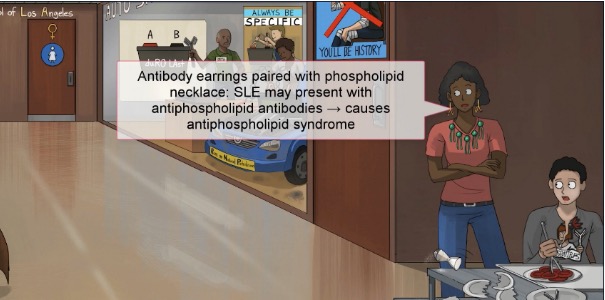 l of Los Angeles
AUTO S
ALWAYS BE
SPECIFIC
A B
YOU'LL BE HISTORY
Antibody earrings paired with phospholipid
necklace: SLE may present with
antiphospholipid antibodies → causes
antiphospholipid syndrome